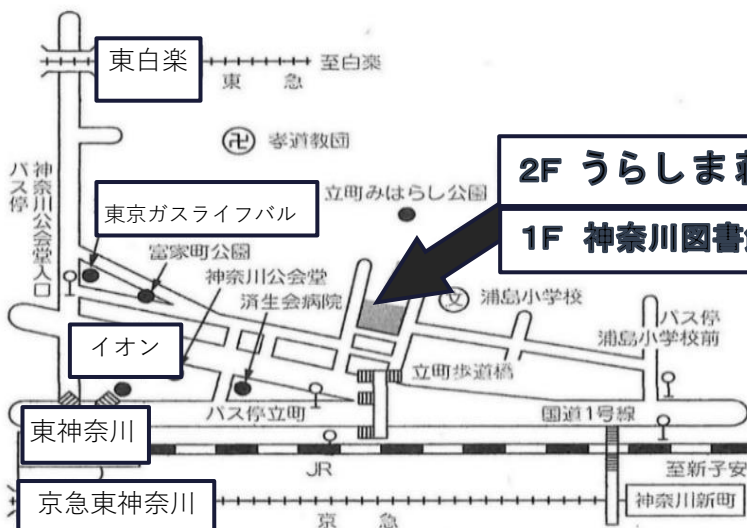 東白楽
至白楽
東急
卍 孝道教団
神奈川公会堂入口
バス停
2F うらしま
1F 神奈川図書
立町みはらし公園
東京ガスライフバル
富家町公園
神奈川公会堂
済生会病院
文 浦島小学校
バス停
浦島小学校前
イオン
立町歩道橋
バス停立町
国道1号線
東神奈川
JR
至新子安
京急東神奈川
京急
神奈川新町